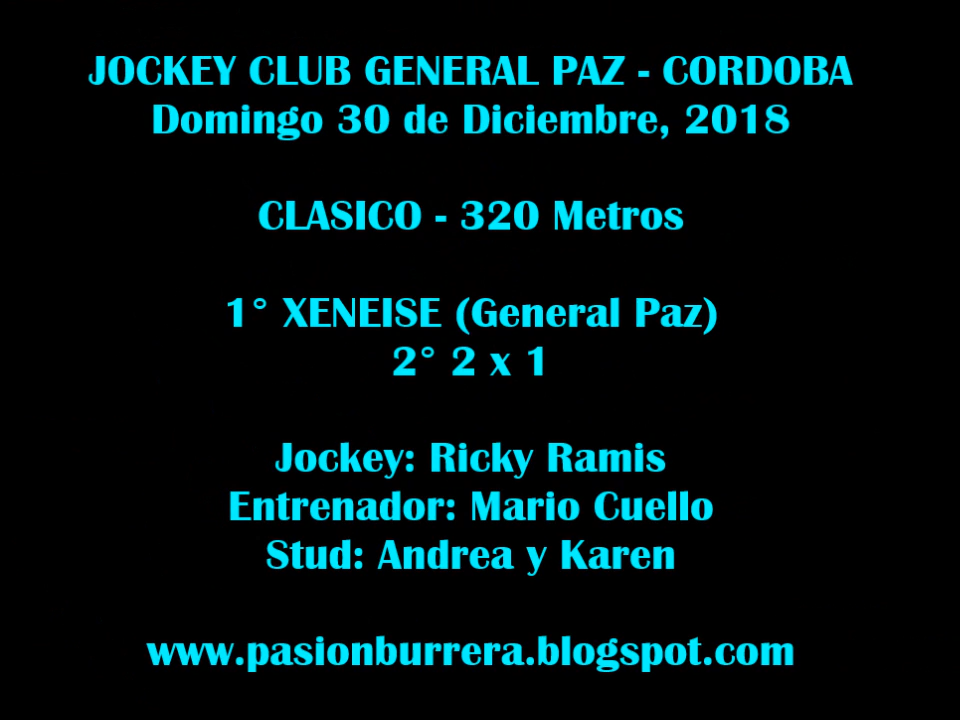 JOCKEY CLUB GENERAL PAZ - CORDOBA
Domingo 30 de Diciembre, 2018
CLASICO - 320 Metros
1° XENEISE (General Paz)
2° 2 x 1
Jockey: Ricky Ramis
Entrenador: Mario Cuello
Stud: Andrea y Karen
www.pasionburrera.blogspot.com